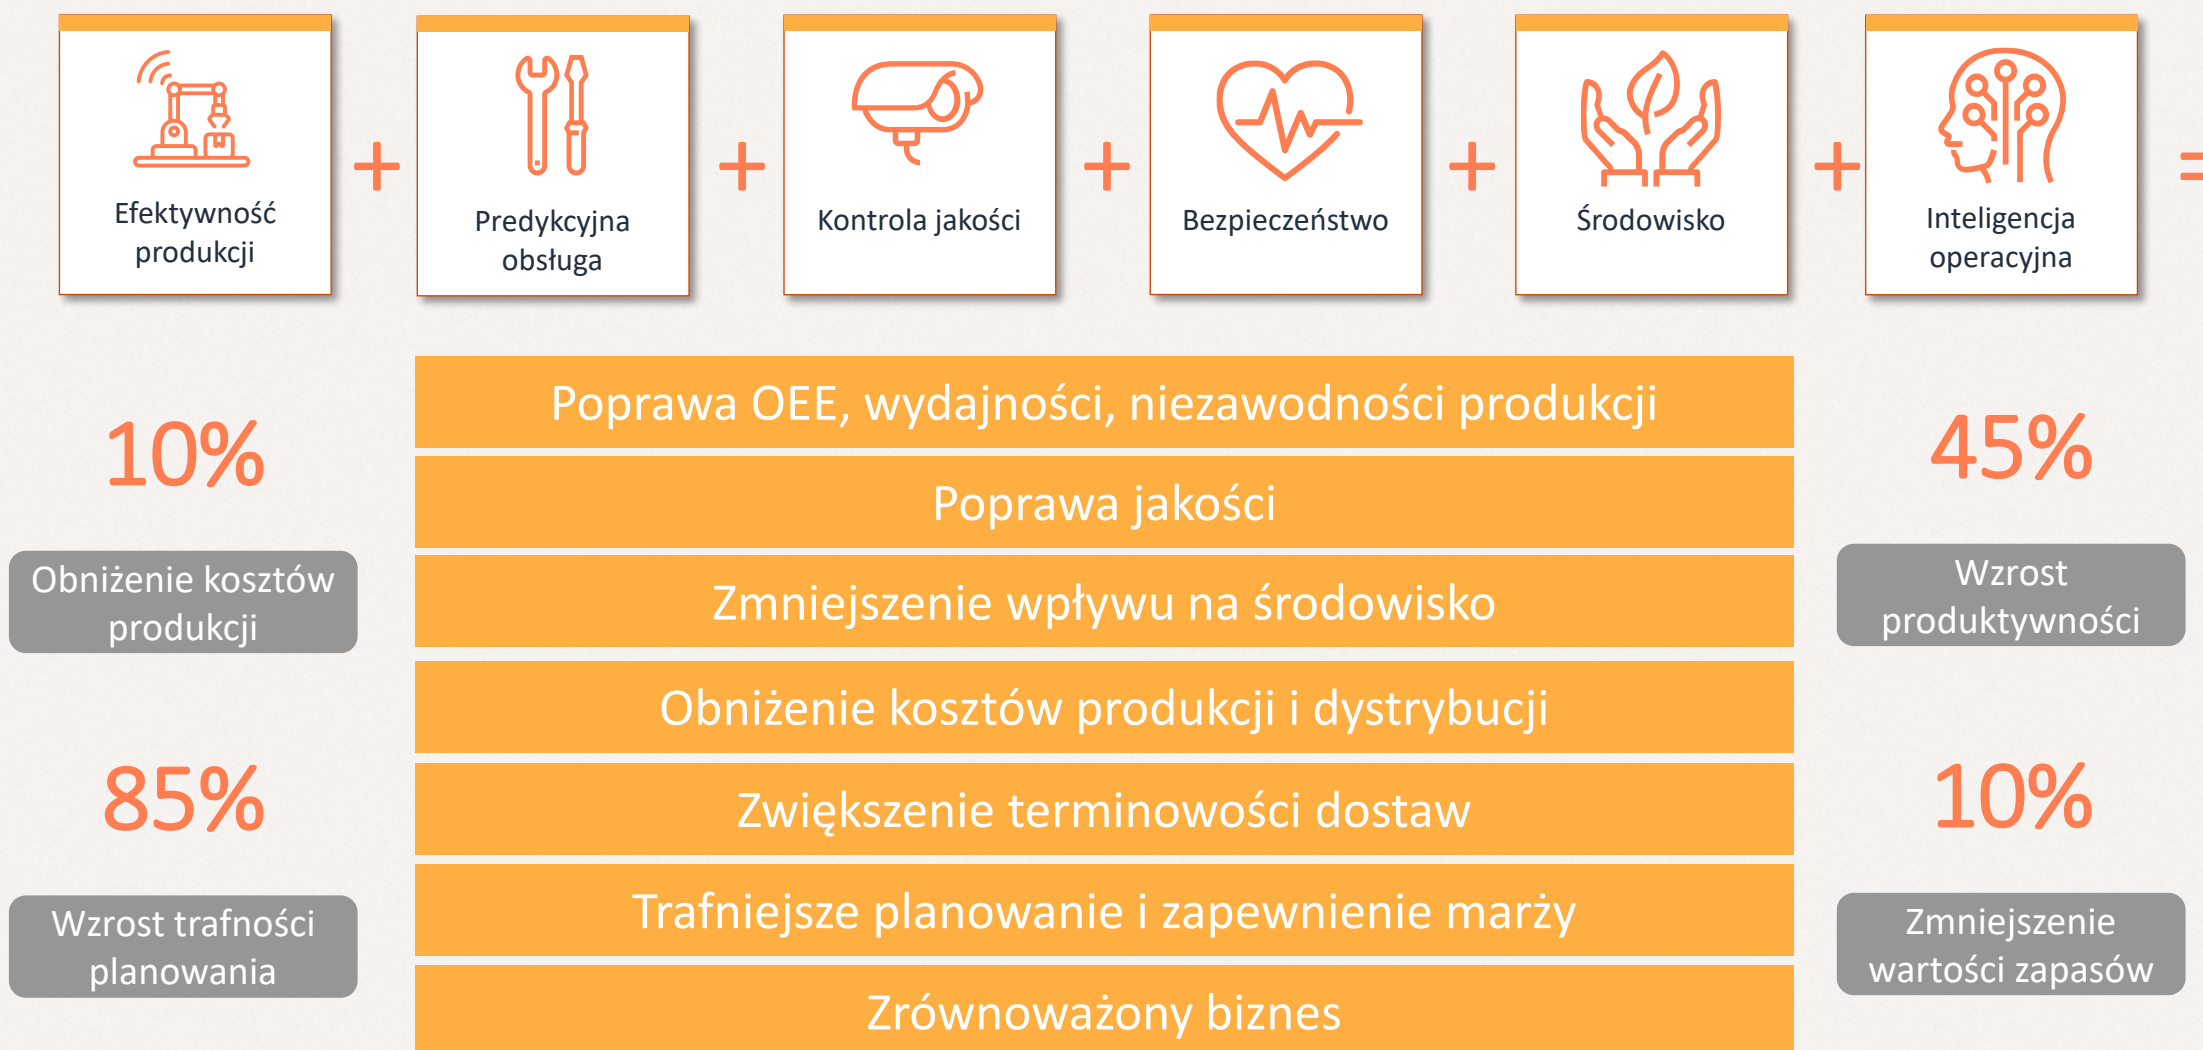 Efektywność
produkcji
+
Predykcyjna
obsługa
+
Kontrola jakości
+
Bezpieczeństwo
+
Środowisko
+
Inteligencja
operacyjna
=
10%
Obniżenie kosztów
produkcji
85%
Wzrost trafności
planowania
Poprawa OEE, wydajności, niezawodności produkcji
Poprawa jakości
Zmniejszenie wpływu na środowisko
Obniżenie kosztów produkcji i dystrybucji
Zwiększenie terminowości dostaw
Trafniejsze planowanie i zapewnienie marży
Zrównoważony biznes
45%
Wzrost
produktywności
10%
Zmniejszenie
wartości zapasów